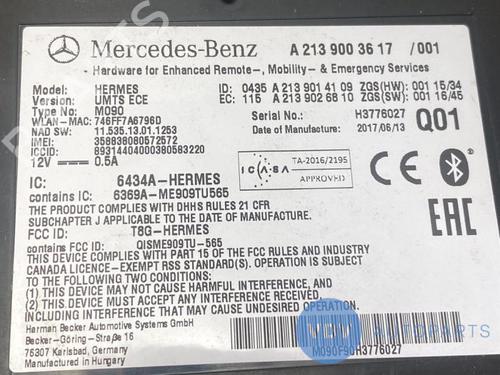 Mercedes-Benz A 213 900 3617 /001
- Hardware for Enhanced Remote-, Mobility- & Emergency Services
Model: HERMES ID: 0435 A 213 901 41 09 ZGS(HW): 001 15/34
Version: UMTS ECE EC: 115 A 213 902 68 10 ZGS(SW): 001 16/45
Type No: M090
WLAN-MAC: 746FF7A6796D Serial No.: H3776027
NAD SW: 11.535.13.01.1253 Date of Manufacture: 2017/06/13 Q01
IMEI: 358838080572572
ICCID: 89314404000380583220
12V 0.5A
ICASA TA-2016/2195 APPROVED
IC: 6434A-HERMES
contains IC: 6369A-ME909TU565
THE PRODUCT COMPLIES WITH DHHS RULES 21 CFR
SUBCHAPTER J APPLICABLE TO THE DATE OF MANUFACTURE.
FCC ID: T8G-HERMES
contains FCC ID: QISME909TU-565
THIS DEVICE COMPLIES WITH PART 15 OF THE FCC RULES AND INDUSTRY
CANADA LICENCE-EXEMPT RSS STANDARD(S). OPERATION IS SUBJECT
TO THE FOLLOWING TWO CONDITIONS:
(1) THIS DEVICE MAY NOT CAUSE HARMFUL INTERFERENCE, AND
(2) THIS DEVICE MUST ACCEPT ANY INTERFERENCE RECEIVED, INCLUDING
INTERFERENCE THAT MAY CAUSE UNDESIRED OPERATION.
CE
EAC
Harman Becker Automotive Systems GmbH
Becker-Göring-Straße 16
75307 Karlsbad, Germany
Manufactured in Hungary
M090F90H3776027
AUTOPARTS